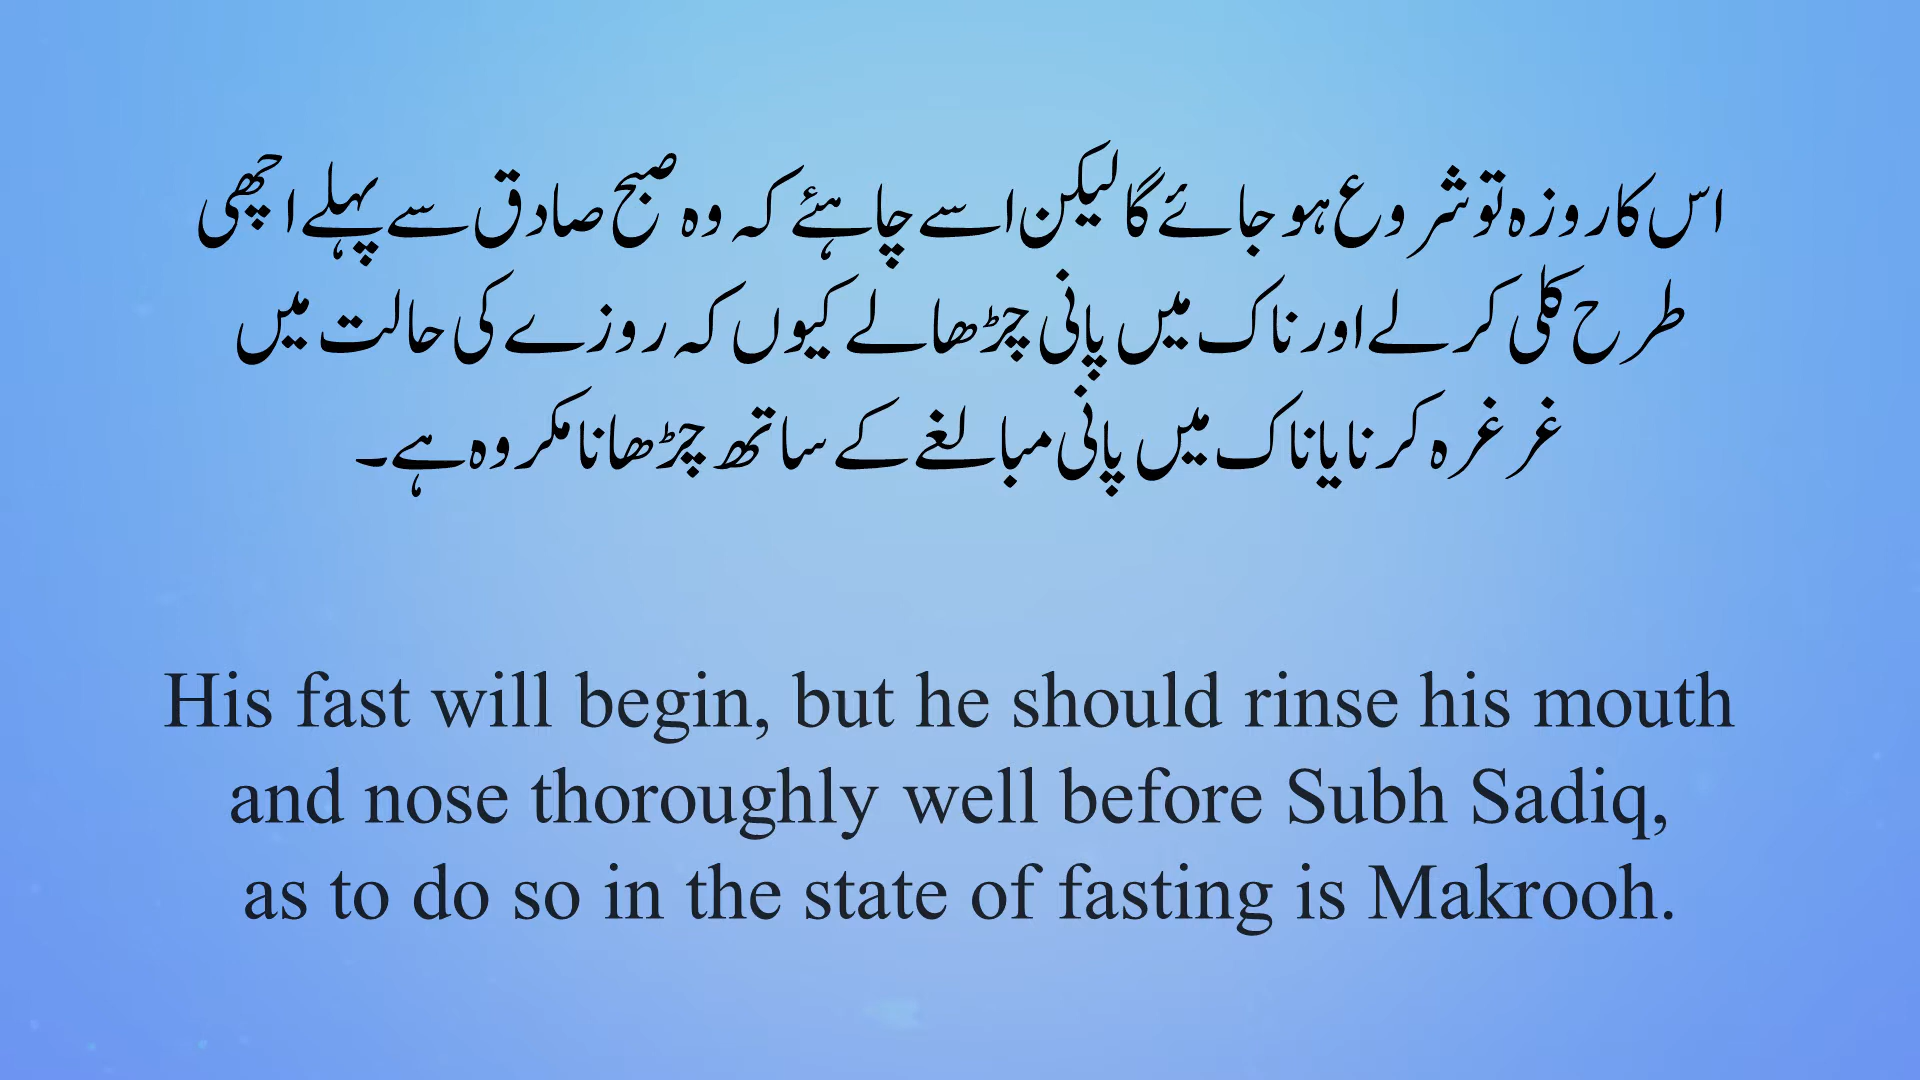 اس کا روزہ تو شروع ہو جائے گا لیکن اسے چاہئے کہ وہ صبح صادق سے پہلے اچھی
طرح کلی کر لے اور ناک میں پانی چڑھا لے کیوں کہ روزے کی حالت میں
غرغرہ کرنا یا ناک میں پانی مبالغے کے ساتھ چڑھانا مکروہ ہے۔
His fast will begin, but he should rinse his mouth
and nose thoroughly well before Subh Sadiq,
as to do so in the state of fasting is Makrooh.